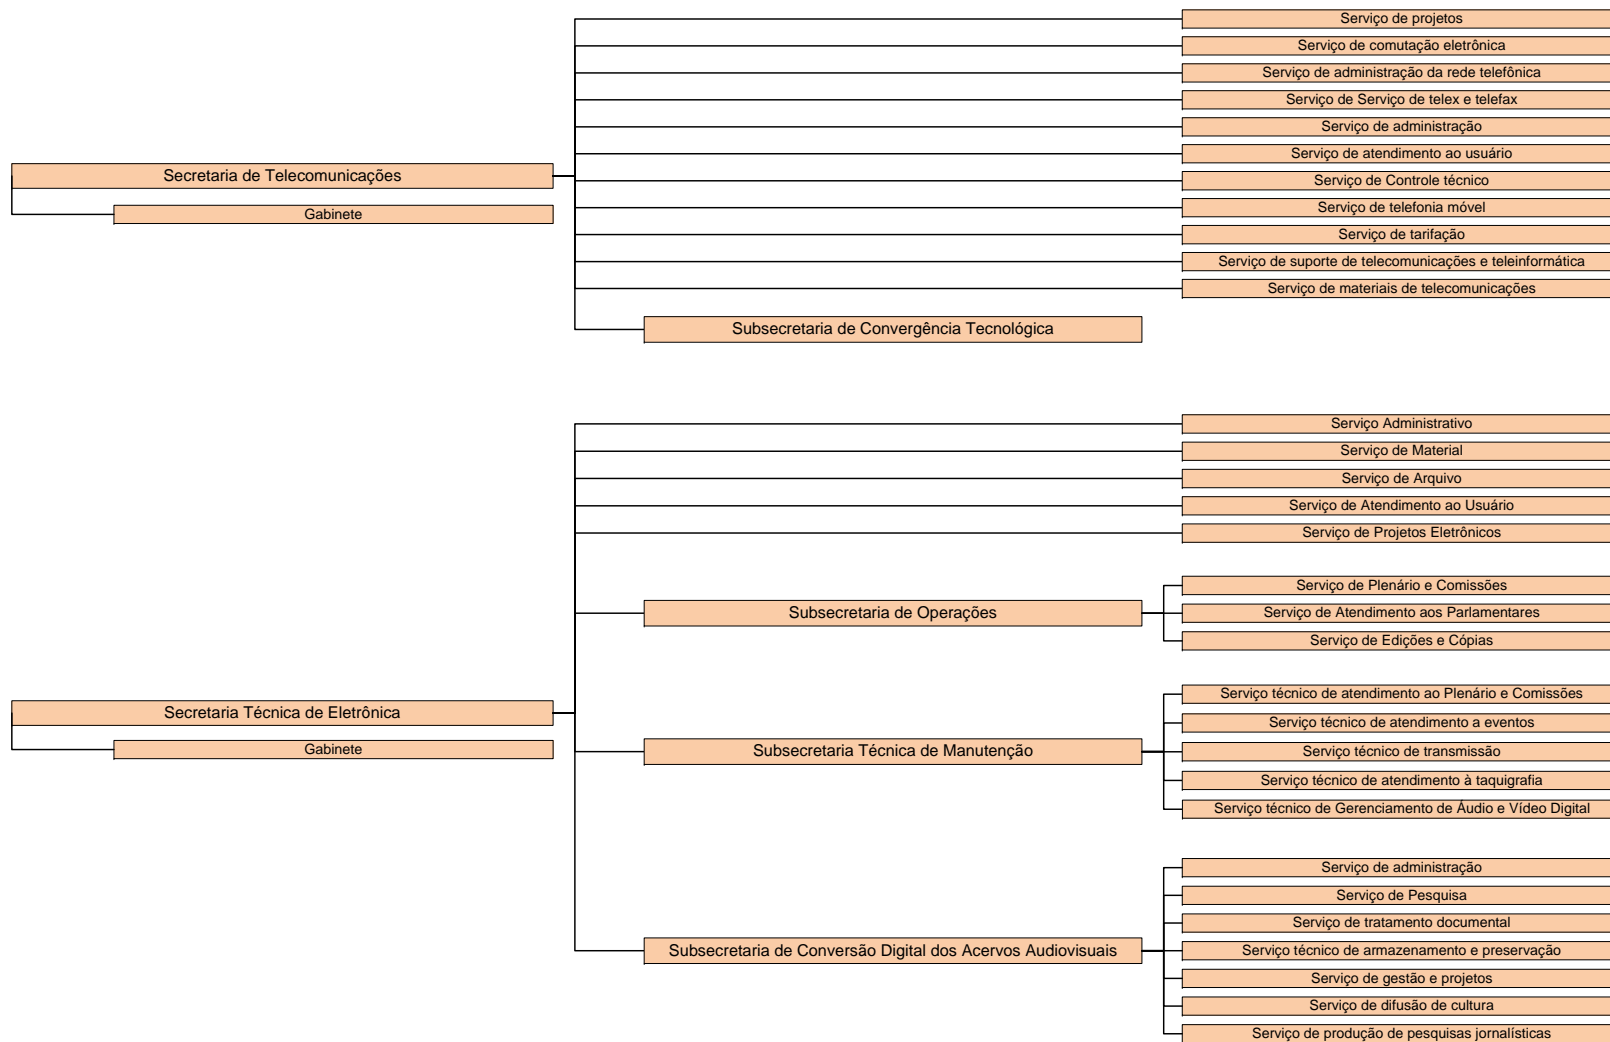 Serviço de projetos
Serviço de comutação eletrônica
Serviço de administração da rede telefônica
Serviço de Serviço de telex e telefax
Serviço de administração
Serviço de atendimento ao usuário
Secretaria de Telecomunicações
Serviço de Controle técnico
Gabinete
Serviço de telefonia móvel
Serviço de tarifação
Serviço de suporte de telecomunicações e teleinformática
Serviço de materiais de telecomunicações
Subsecretaria de Convergência Tecnológica
Serviço Administrativo
Serviço de Material
Serviço de Arquivo
Serviço de Atendimento ao Usuário
Serviço de Projetos Eletrônicos
Serviço de Plenário e Comissões
Subsecretaria de Operações
Serviço de Atendimento aos Parlamentares
Serviço de Edições e Cópias
Serviço técnico de atendimento ao Plenário e Comissões
Secretaria Técnica de Eletrônica
Serviço técnico de atendimento a eventos
Gabinete
Subsecretaria Técnica de Manutenção
Serviço técnico de transmissão
Serviço técnico de atendimento à taquigrafia
Serviço técnico de Gerenciamento de Áudio e Vídeo Digital
Serviço de administração
Serviço de Pesquisa
Serviço de tratamento documental
Subsecretaria de Conversão Digital dos Acervos Audiovisuais
Serviço técnico de armazenamento e preservação
Serviço de gestão e projetos
Serviço de difusão de cultura
Serviço de produção de pesquisas jornalísticas